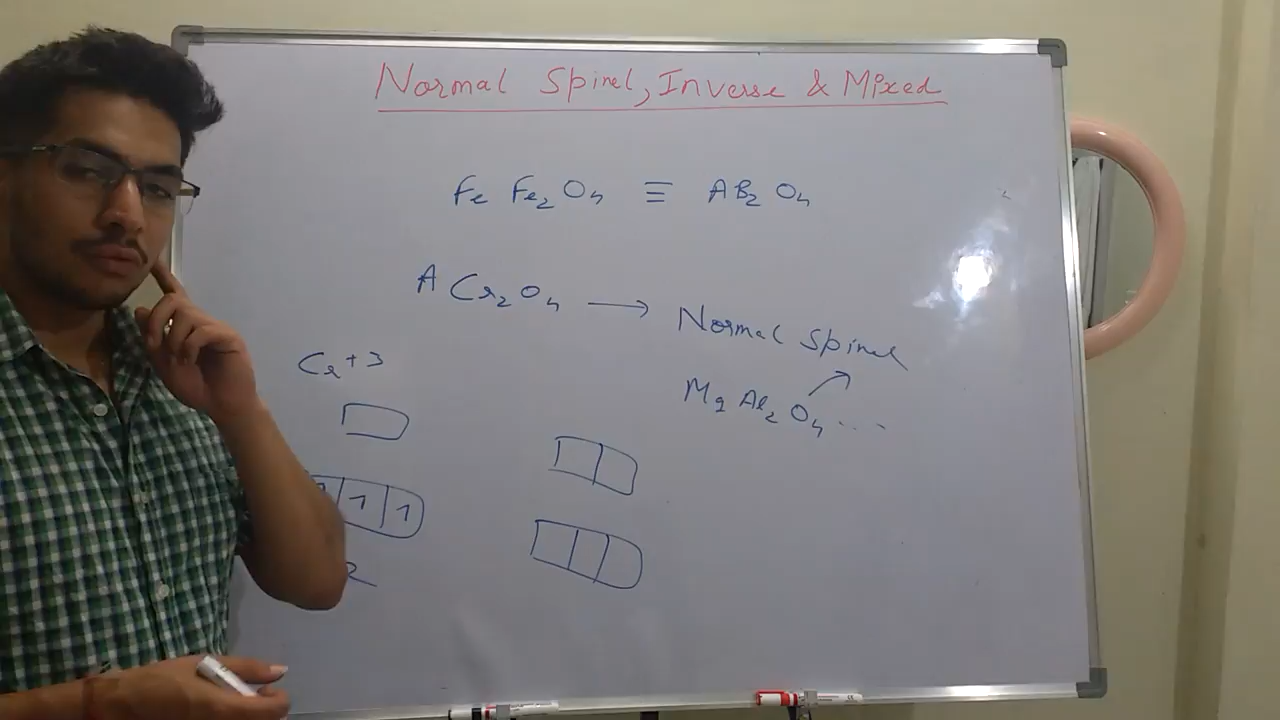 Normal Spinel, Inverse & Mixed
Fe Fe2 O4 ≡ AB2 O4
A Cr2 O4 → Normal Spinel
Cr+3
Mg Al2 O4 ...
1 1